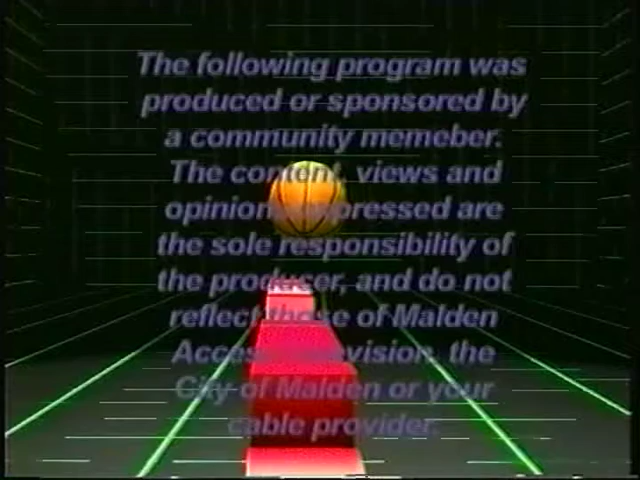 The following program was
produced or sponsored by
a community memeber.
The content, views and
opinions expressed are
the sole responsibility of
the producer, and do not
reflect those of Malden
Access Television, the
City of Malden or your
cable provider.